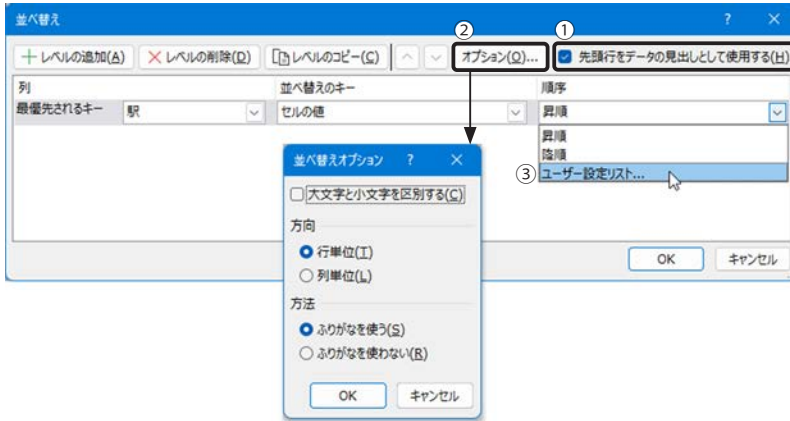 並べ替え ? ×
② ①
レベルの追加(A) レベルの削除(D) レベルのコピー(C) オプション(O)... 先頭行をデータの見出しとして使用する(H)
列 並べ替えのキー 順序
最優先されるキー 駅 セルの値 昇順
昇順
降順
③ ユーザー設定リスト...
OK キャンセル
並べ替えオプション ? ×
大文字と小文字を区別する(C)
方向
行単位(T)
列単位(L)
方法
ふりがなを使う(S)
ふりがなを使わない(R)
OK キャンセル